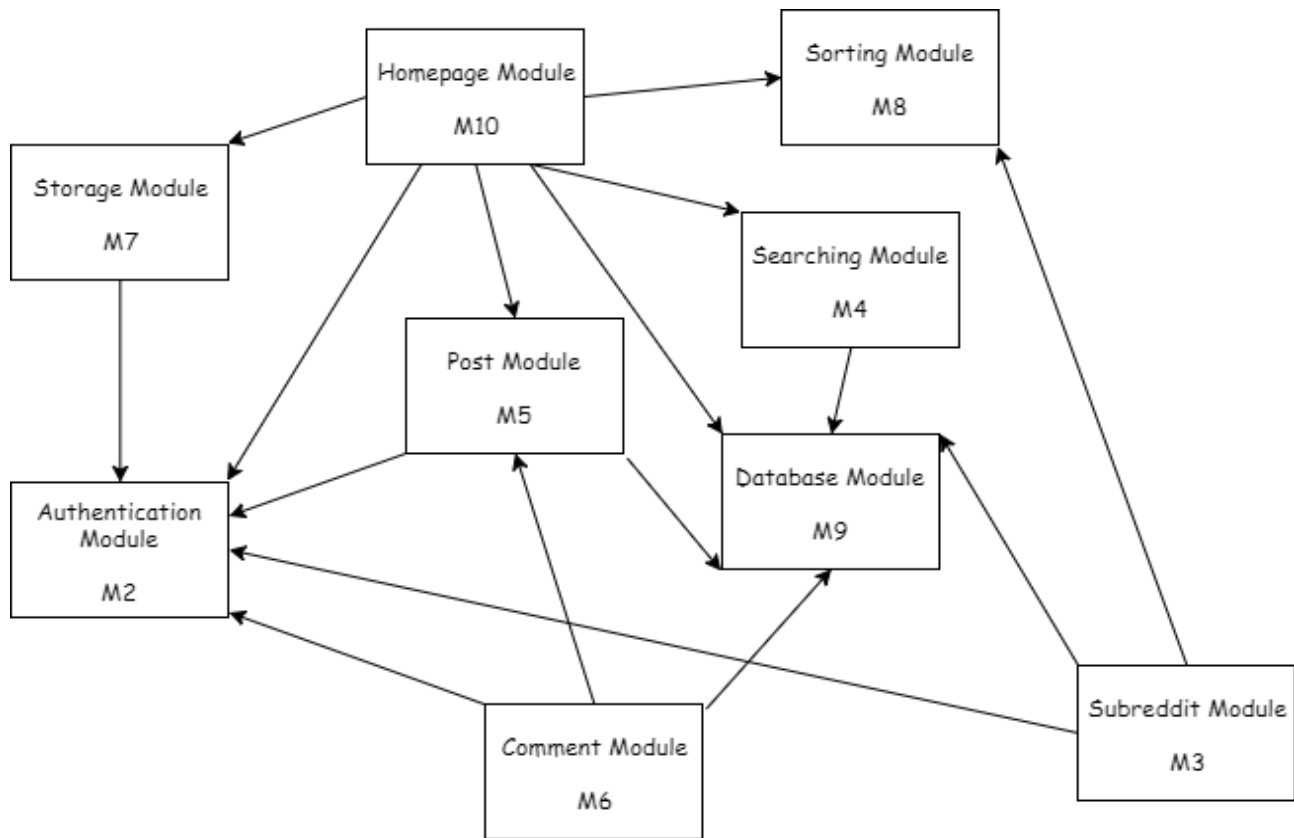 Homepage Module
M10
Sorting Module
M8
Storage Module
M7
Searching Module
M4
Post Module
M5
Database Module
M9
Authentication
Module
M2
Comment Module
M6
Subreddit Module
M3